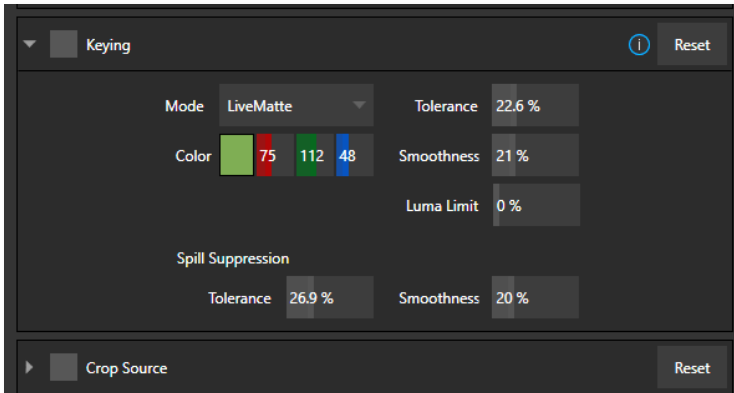 Keying Reset
Mode LiveMatte Tolerance 22.6 %
Color 75 112 48 Smoothness 21 %
Luma Limit 0 %
Spill Suppression
Tolerance 26.9 % Smoothness 20 %
Crop Source Reset